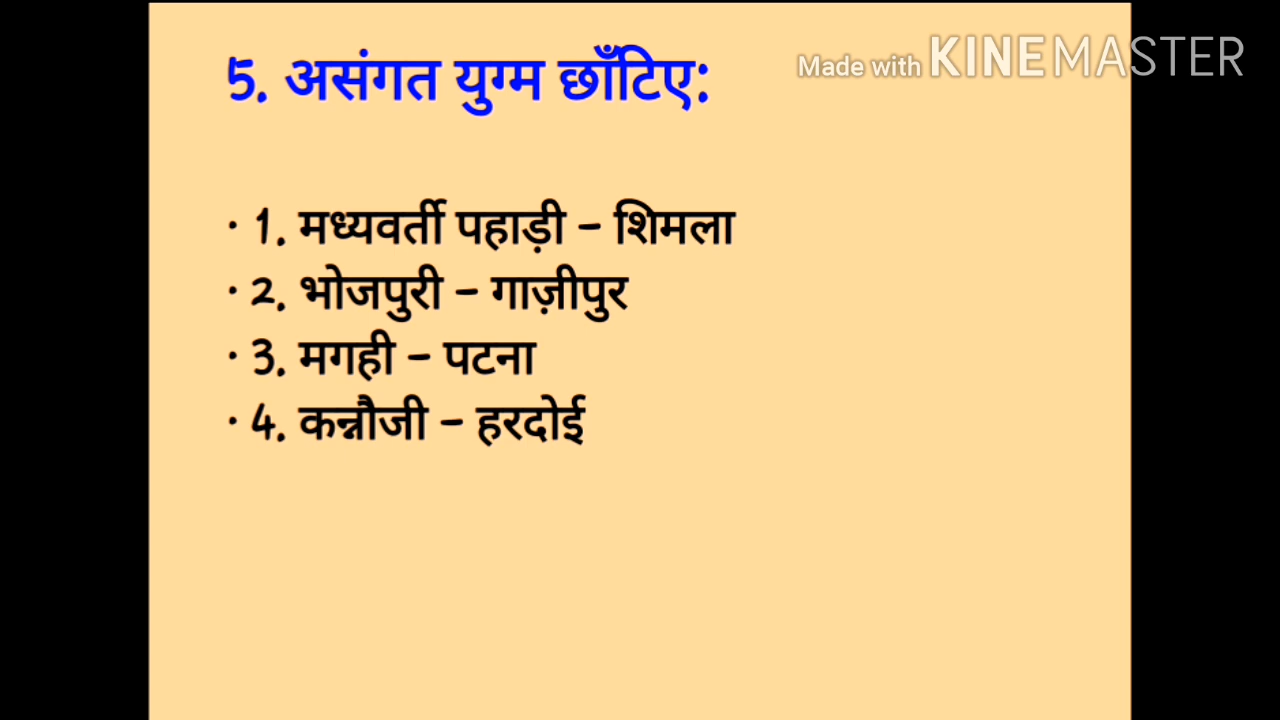 Made with KINEMASTER
5. असंगत युग्म छाँटिए:
· 1. मध्यवर्ती पहाड़ी – शिमला
· 2. भोजपुरी – गाज़ीपुर
· 3. मगही – पटना
· 4. कन्नौजी – हरदोई